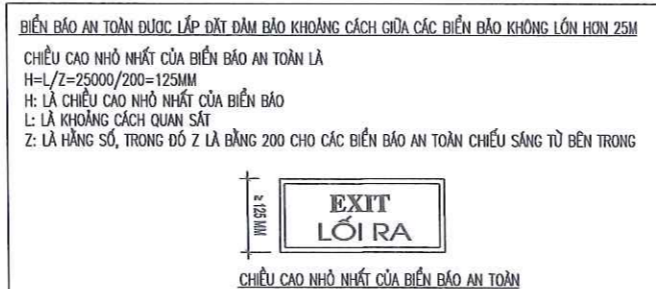 BIỂN BÁO AN TOÀN ĐƯỢC LẮP ĐẶT ĐẢM BẢO KHOẢNG CÁCH GIỮA CÁC BIỂN BÁO KHÔNG LỚN HƠN 25M
CHIỀU CAO NHỎ NHẤT CỦA BIỂN BÁO AN TOÀN LÀ
H=L/Z=25000/200=125MM
H: LÀ CHIỀU CAO NHỎ NHẤT CỦA BIỂN BÁO
L: LÀ KHOẢNG CÁCH QUAN SÁT
Z: LÀ HẰNG SỐ, TRONG ĐÓ Z LÀ BẰNG 200 CHO CÁC BIỂN BÁO AN TOÀN CHIẾU SÁNG TỪ BÊN TRONG
≥ 125 MM
EXIT
LỐI RA
CHIỀU CAO NHỎ NHẤT CỦA BIỂN BÁO AN TOÀN